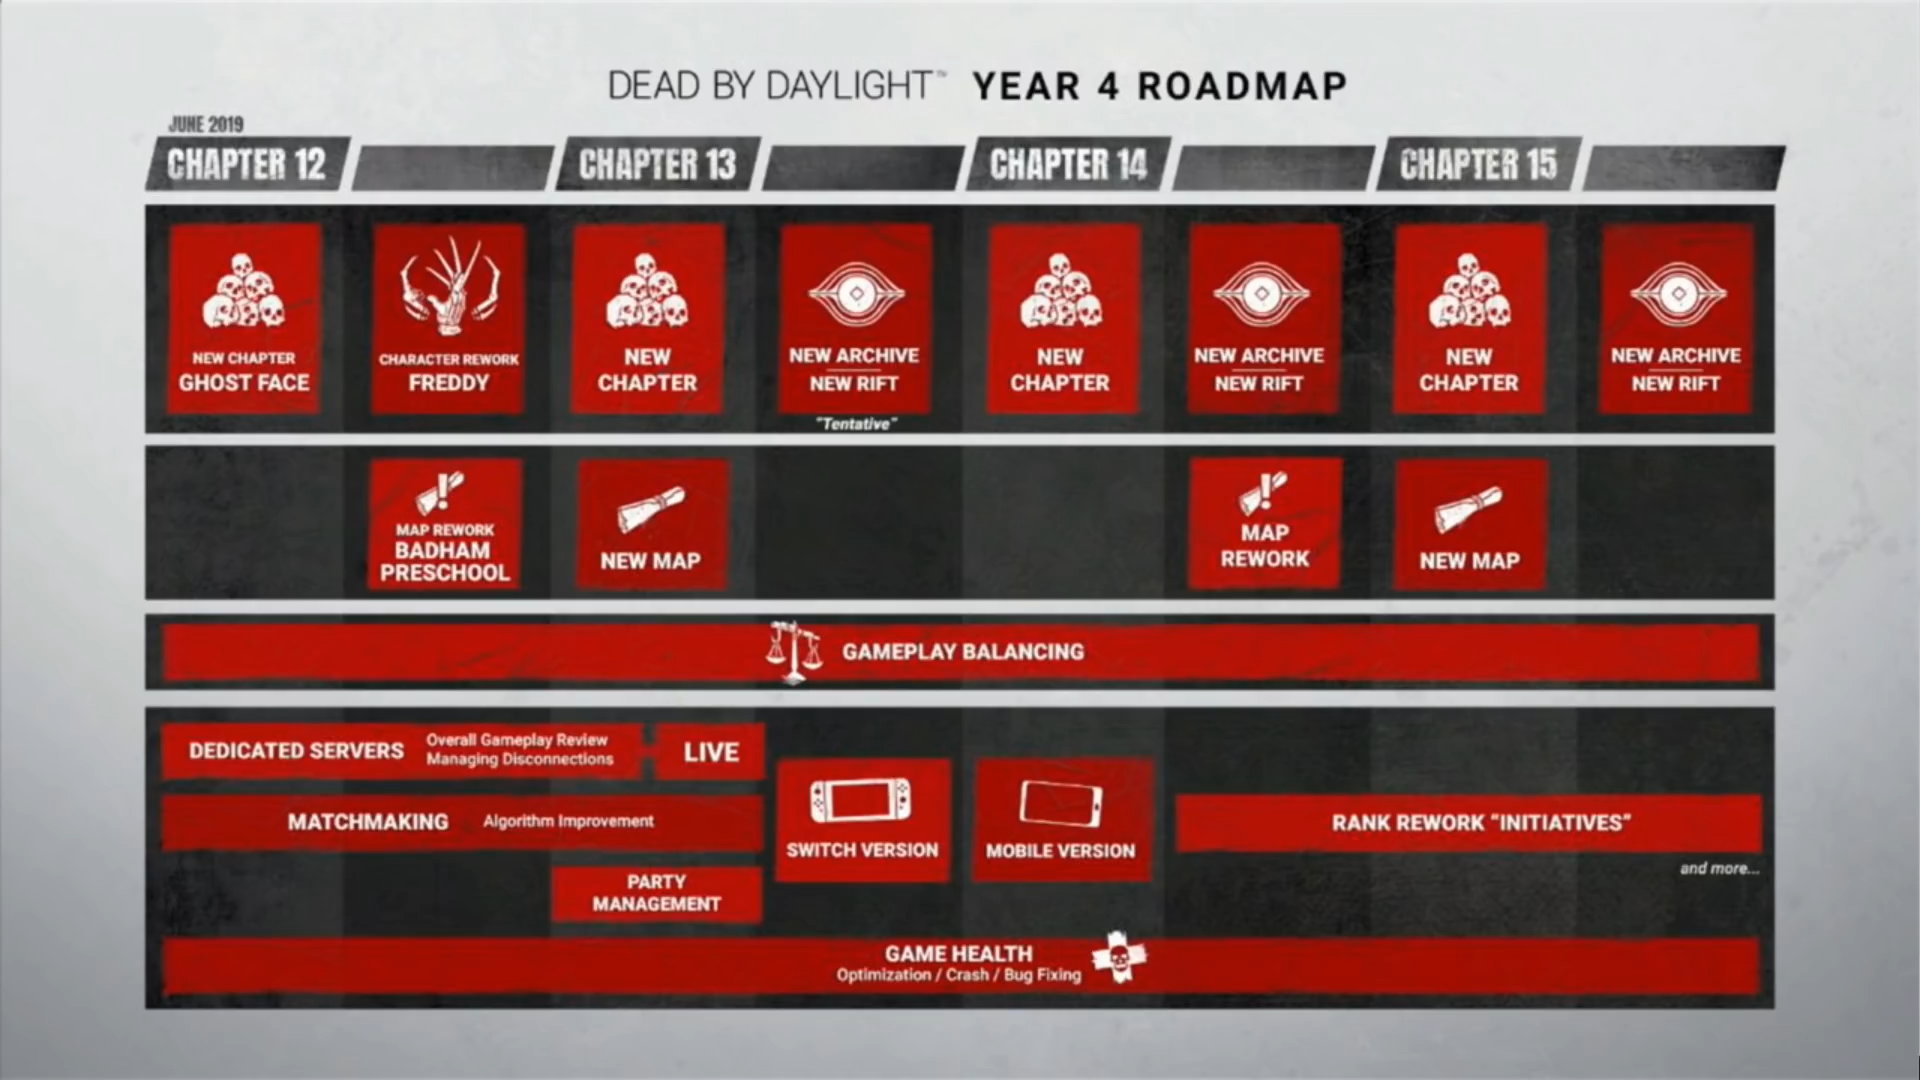 DEAD BY DAYLIGHT™ YEAR 4 ROADMAP
JUNE 2019
CHAPTER 12
CHAPTER 13
CHAPTER 14
CHAPTER 15
NEW CHAPTER
GHOST FACE
CHARACTER REWORK
FREDDY
NEW
CHAPTER
NEW ARCHIVE
NEW RIFT
"Tentative"
NEW
CHAPTER
NEW ARCHIVE
NEW RIFT
NEW
CHAPTER
NEW ARCHIVE
NEW RIFT
MAP REWORK
BADHAM
PRESCHOOL
NEW MAP
MAP
REWORK
NEW MAP
GAMEPLAY BALANCING
DEDICATED SERVERS
Overall Gameplay Review
Managing Disconnections
LIVE
MATCHMAKING
Algorithm Improvement
PARTY
MANAGEMENT
SWITCH VERSION
MOBILE VERSION
RANK REWORK "INITIATIVES"
and more...
GAME HEALTH
Optimization / Crash / Bug Fixing